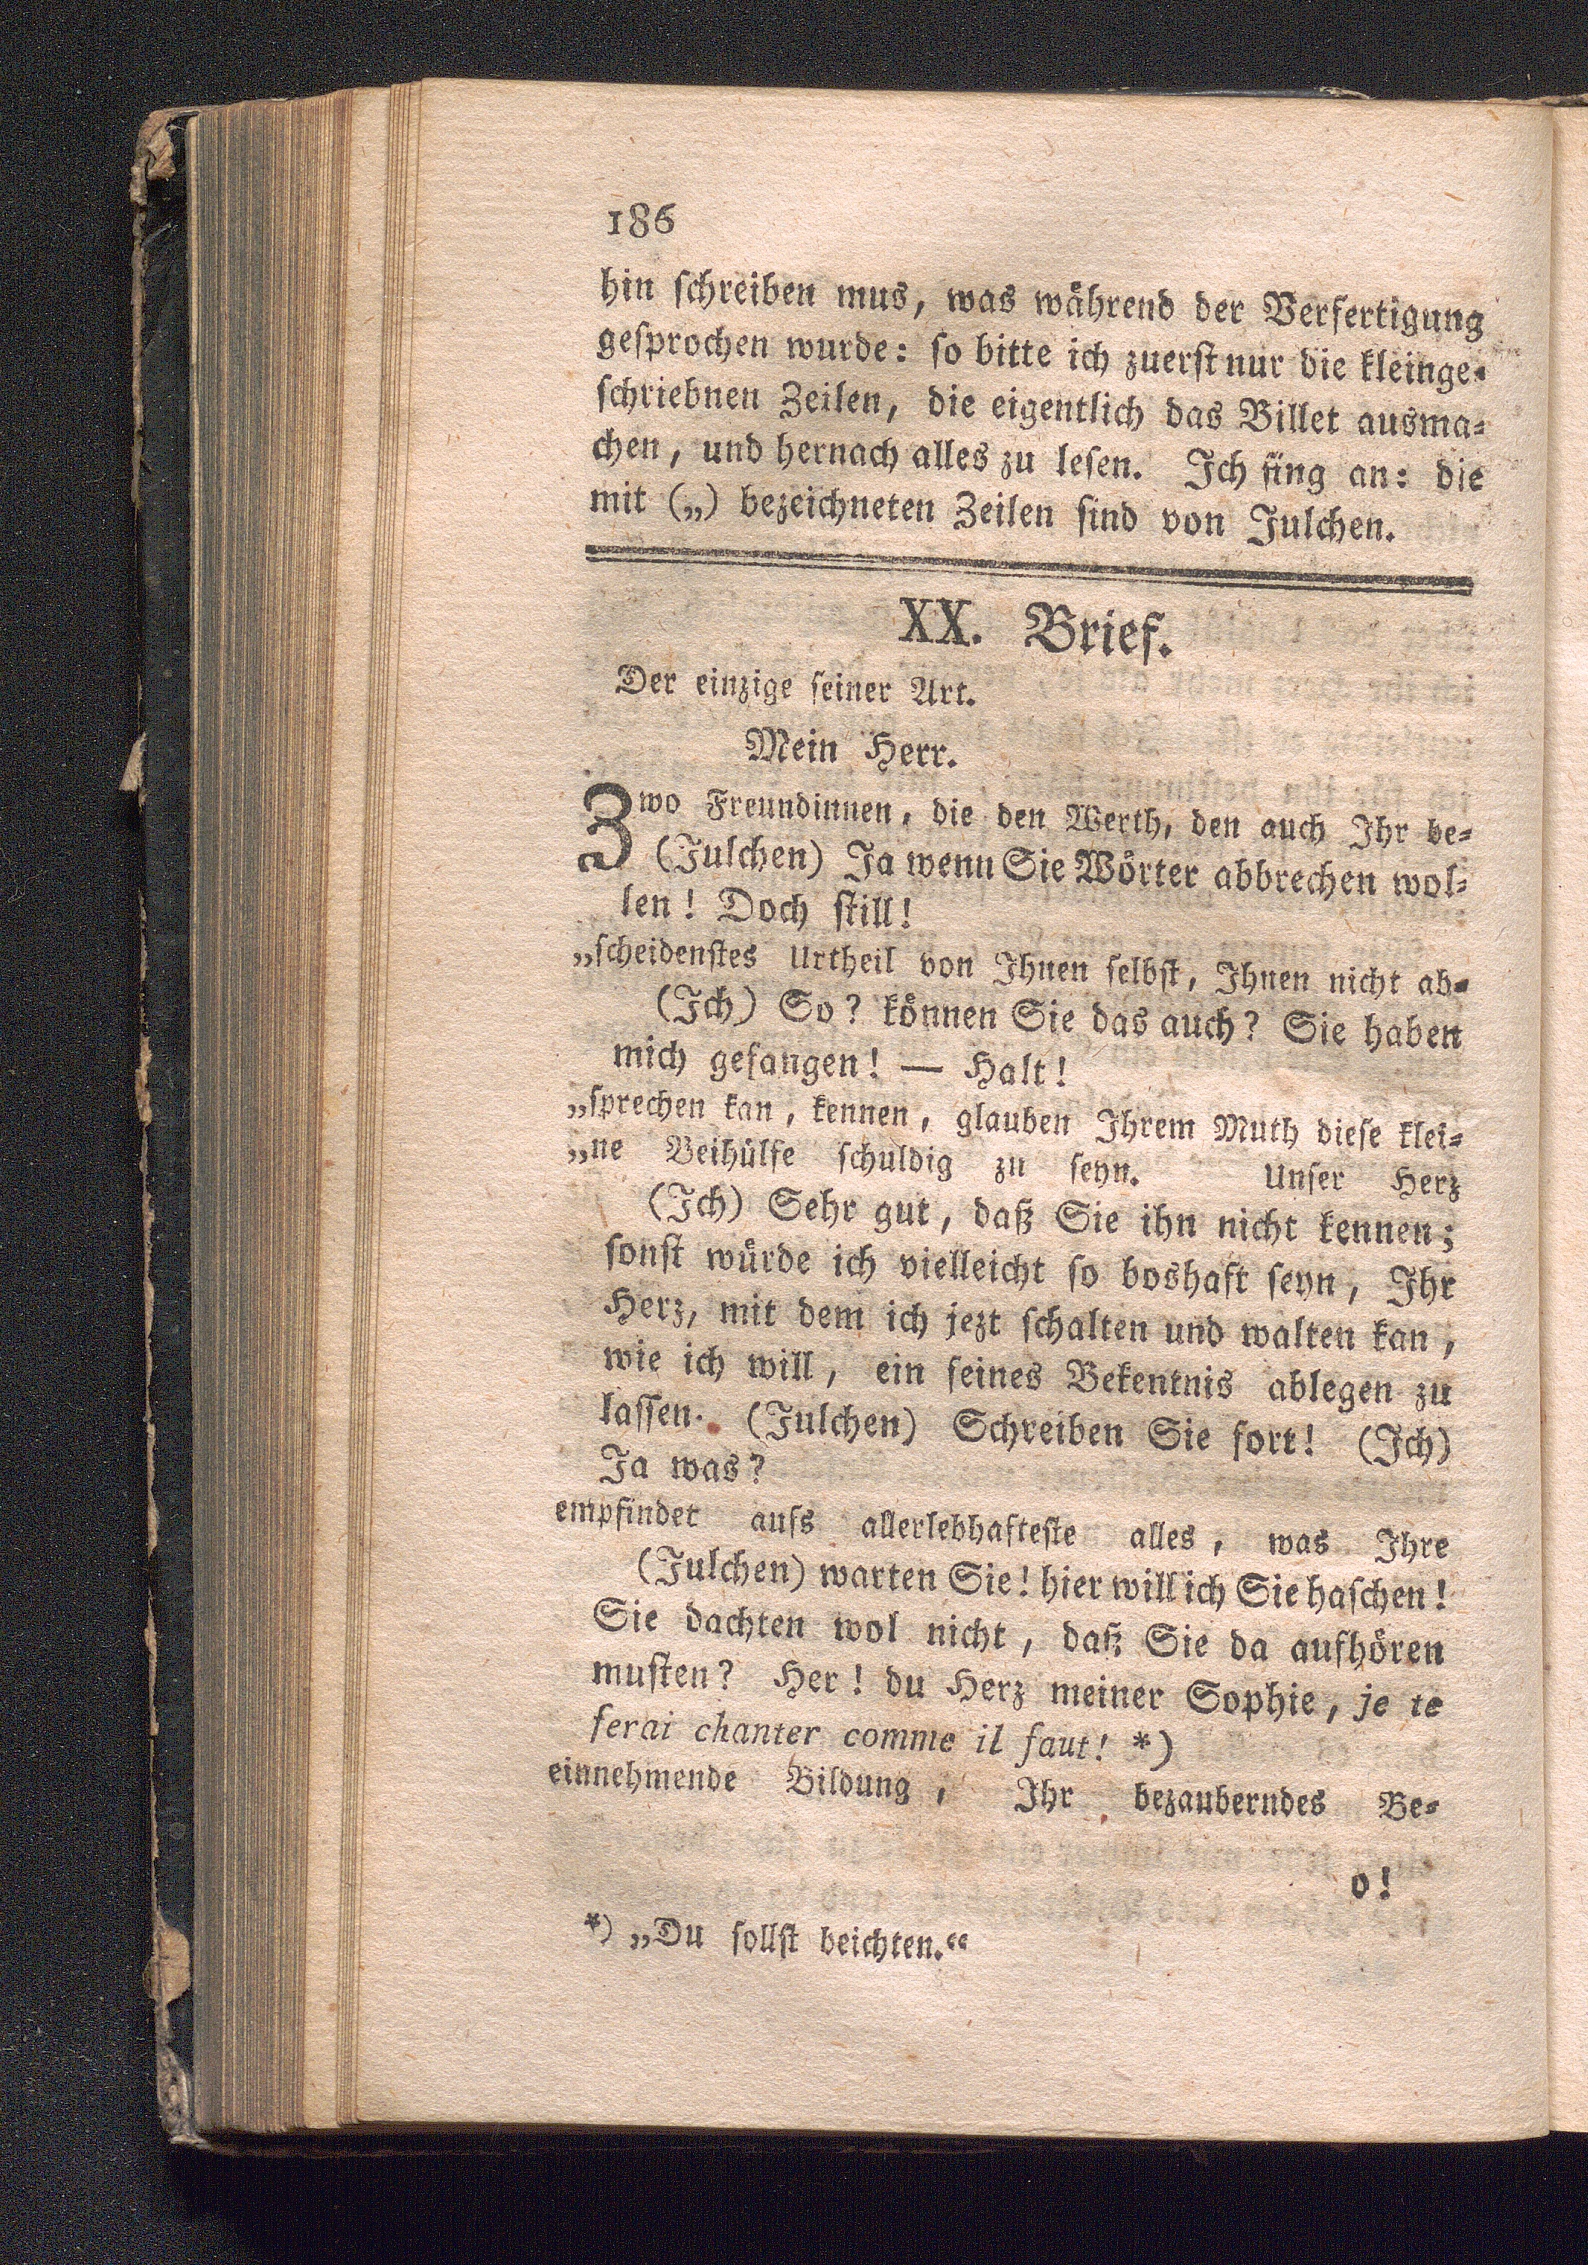 186
hin schreiben mus, was während der Verfertigung
gesprochen wurde: so bitte ich zuerst nur die kleinge-
schriebnen Zeilen, die eigentlich das Billet ausma-
chen, und hernach alles zu lesen. Ich fing an: die
mit („) bezeichneten Zeilen sind von Julchen.
XX. Brief.
Der einzige seiner Art.
Mein Herr.
Zwo Freundinnen, die den Werth, den auch Ihr be-
(Julchen) Ja wenn Sie Wörter abbrechen wol-
len! Doch still!
„scheidenstes Urtheil von Ihnen selbst, Ihnen nicht ab-
(Ich) So? können Sie das auch? Sie haben
mich gefangen! — Halt!
„sprechen kan, kennen, glauben Ihrem Muth diese klei-
„ne Beihülfe schuldig zu seyn. Unser Herz
(Ich) Sehr gut, daß Sie ihn nicht kennen;
sonst würde ich vielleicht so boshaft seyn, Ihr
Herz, mit dem ich jezt schalten und walten kan,
wie ich will, ein feines Bekentnis ablegen zu
lassen. (Julchen) Schreiben Sie fort! (Ich)
Ja was?
empfindet aufs allerlebhafteste alles, was Ihre
(Julchen) warten Sie! hier will ich Sie haschen!
Sie dachten wol nicht, daß Sie da aufhören
musten? Her! du Herz meiner Sophie, je te
ferai chanter comme il faut! *)
einnehmende Bildung, Ihr bezauberndes Be-
o!
*) „Du sollst beichten.“